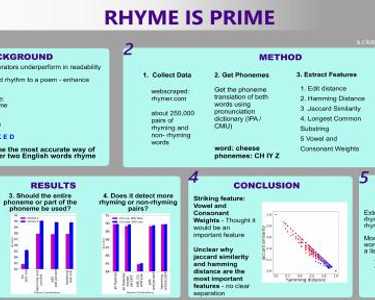 RHYME IS PRIME
CKGROUND
erators underperform in readability
d rhythm to a poem - enhance
me
C K E D
ne the most accurate way of
er two English words rhyme
2
METHOD
1. Collect Data
webscraped:
rhymer.com
about 250,000
pairs of
rhyming and
non- rhyming
words
2. Get Phonemes
Get the phoneme
translation of both
words using
pronunciation
dictionary (IPA /
CMU)
word: cheese
phonemes: CH IY Z
3. Extract Features
1. Edit distance
2. Hamming Distance
3. Jaccard Similarity
4. Longest Common
Substring
5 Vowel and
Consonant Weights
RESULTS
3. Should the entire
phoneme or part of the
phoneme be used?
4. Does it detect more
rhyming or non-rhyming
pairs?
4
CONCLUSION
Striking feature:
Vowel and
Consonant
Weights - Thought it
would be an
important feature
Unclear why
jaccard similarity
and hamming
distance are the
most important
features - no clear
separation
jaccard similarity
hamming distance
5